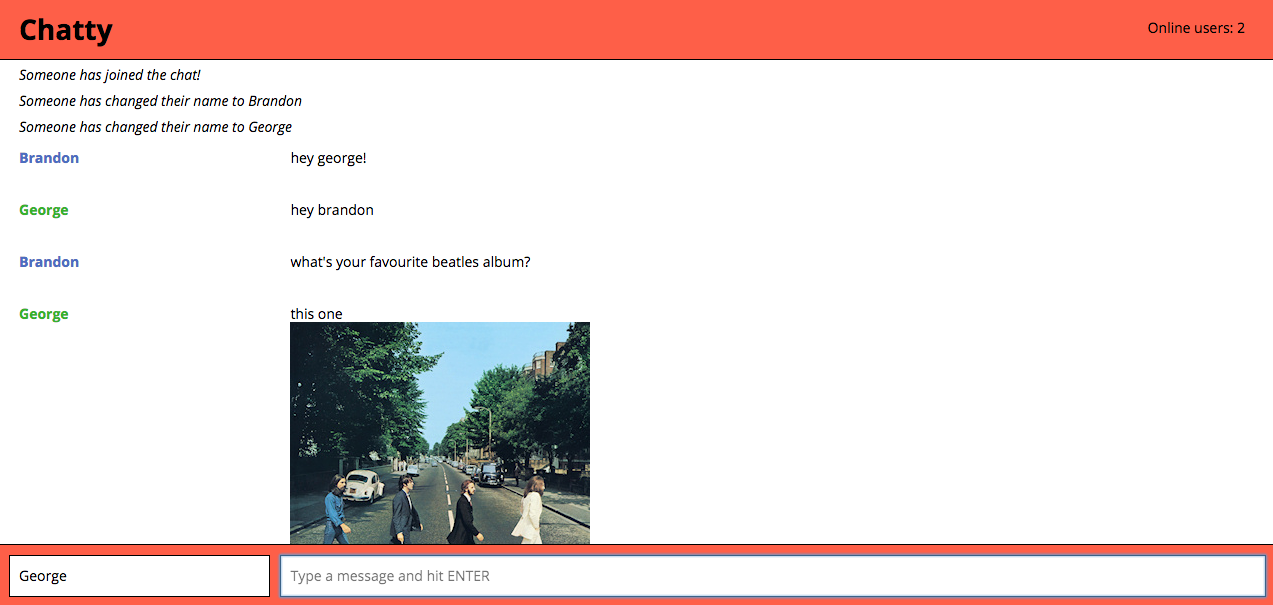 Chatty
Online users: 2
Someone has joined the chat!
Someone has changed their name to Brandon
Someone has changed their name to George
Brandon hey george!
George hey brandon
Brandon what's your favourite beatles album?
George this one
George Type a message and hit ENTER